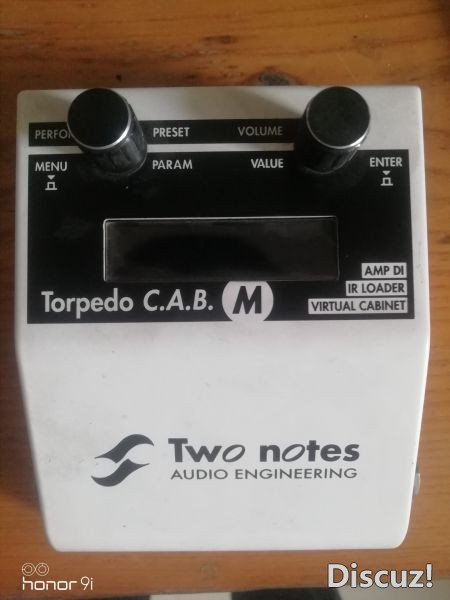 PRESET VOLUME
MENU PARAM VALUE ENTER
AMP DI
IR LOADER
Torpedo C.A.B. M VIRTUAL CABINET
Two notes
AUDIO ENGINEERING
honor 9i
Discuz!